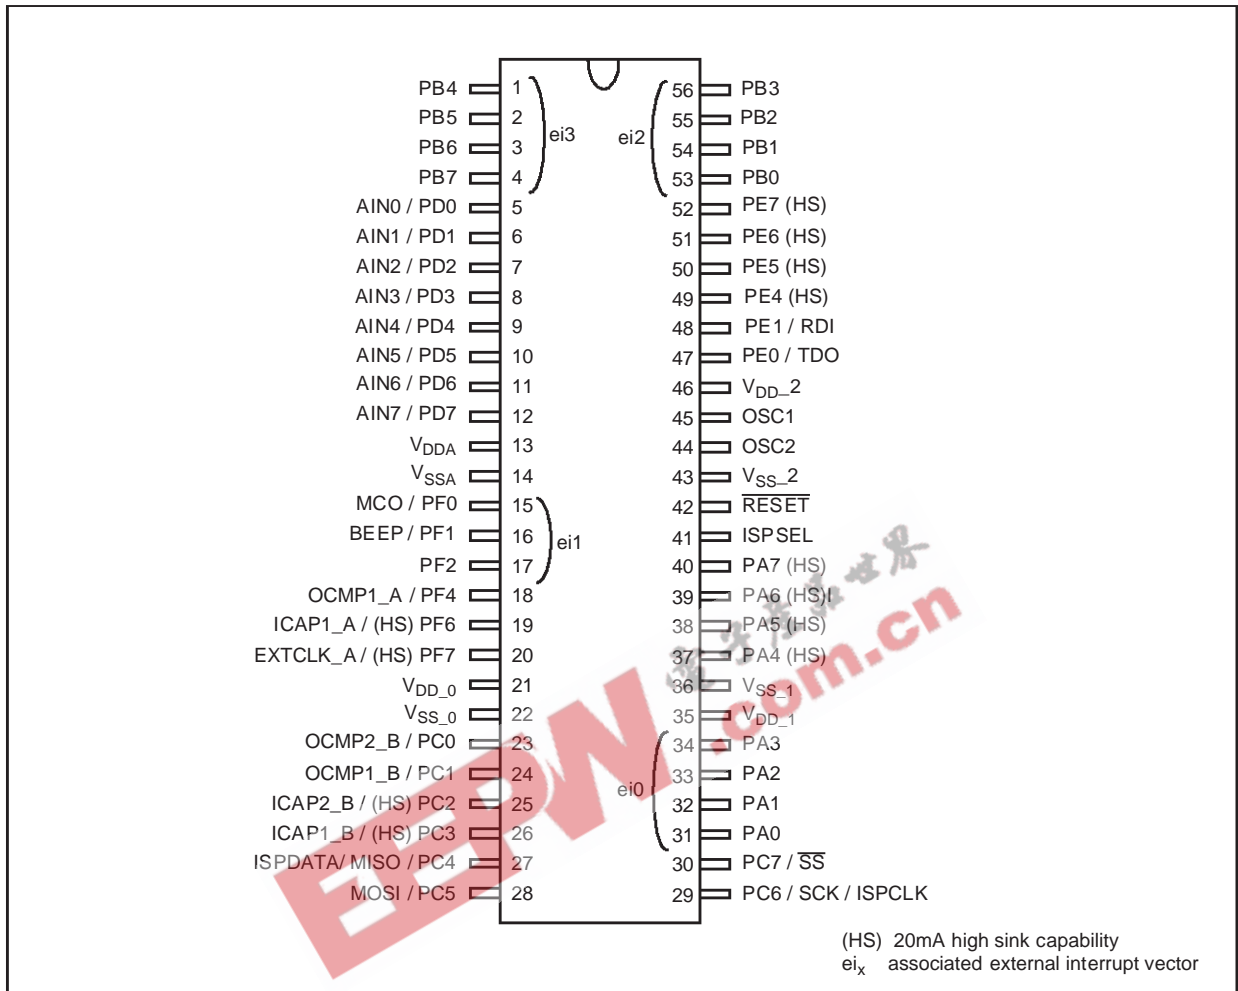 PB4 1 56 PB3
PB5 2 55 PB2
ei3 ei2
PB6 3 54 PB1
PB7 4 53 PB0
AIN0 / PD0 5 52 PE7 (HS)
AIN1 / PD1 6 51 PE6 (HS)
AIN2 / PD2 7 50 PE5 (HS)
AIN3 / PD3 8 49 PE4 (HS)
AIN4 / PD4 9 48 PE1 / RDI
AIN5 / PD5 10 47 PE0 / TDO
AIN6 / PD6 11 46 VDD_2
AIN7 / PD7 12 45 OSC1
VDDA 13 44 OSC2
VSSA 14 43 VSS_2
MCO / PF0 15 42 RESET
BEEP / PF1 16 41 ISPSEL
ei1
PF2 17 40 PA7 (HS)
OCMP1_A / PF4 18 39 PA6 (HS)I
ICAP1_A / (HS) PF6 19 38 PA5 (HS)
EXTCLK_A / (HS) PF7 20 37 PA4 (HS)
VDD_0 21 36 VSS_1
VSS_0 22 35 VDD_1
OCMP2_B / PC0 23 34 PA3
OCMP1_B / PC1 24 33 PA2
ei0
ICAP2_B / (HS) PC2 25 32 PA1
ICAP1_B / (HS) PC3 26 31 PA0
ISPDATA/ MISO / PC4 27 30 PC7 / SS
MOSI / PC5 28 29 PC6 / SCK / ISPCLK
(HS) 20mA high sink capability
eix associated external interrupt vector
EEPW .com.cn
電子產品世界